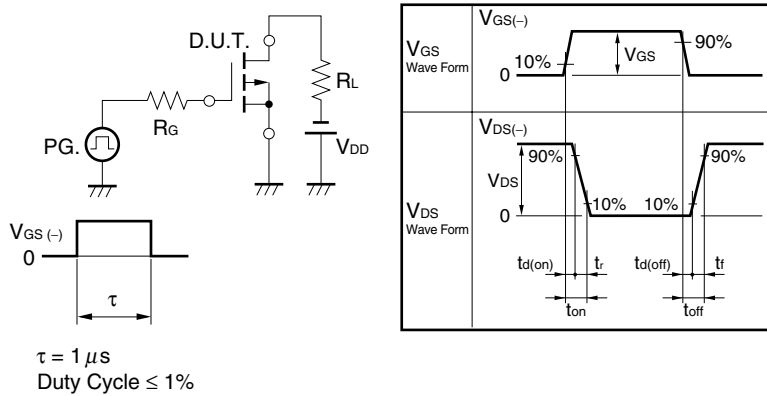 D.U.T.
RL
RG
PG.
VDD
VGS (–)
0
τ
τ = 1 μs
Duty Cycle ≤ 1%
VGS
Wave Form
VGS(–)
10%
VGS
90%
0
VDS
Wave Form
VDS(–)
90%
90%
VDS
10%
10%
0
td(on)
tr
td(off)
tf
ton
toff